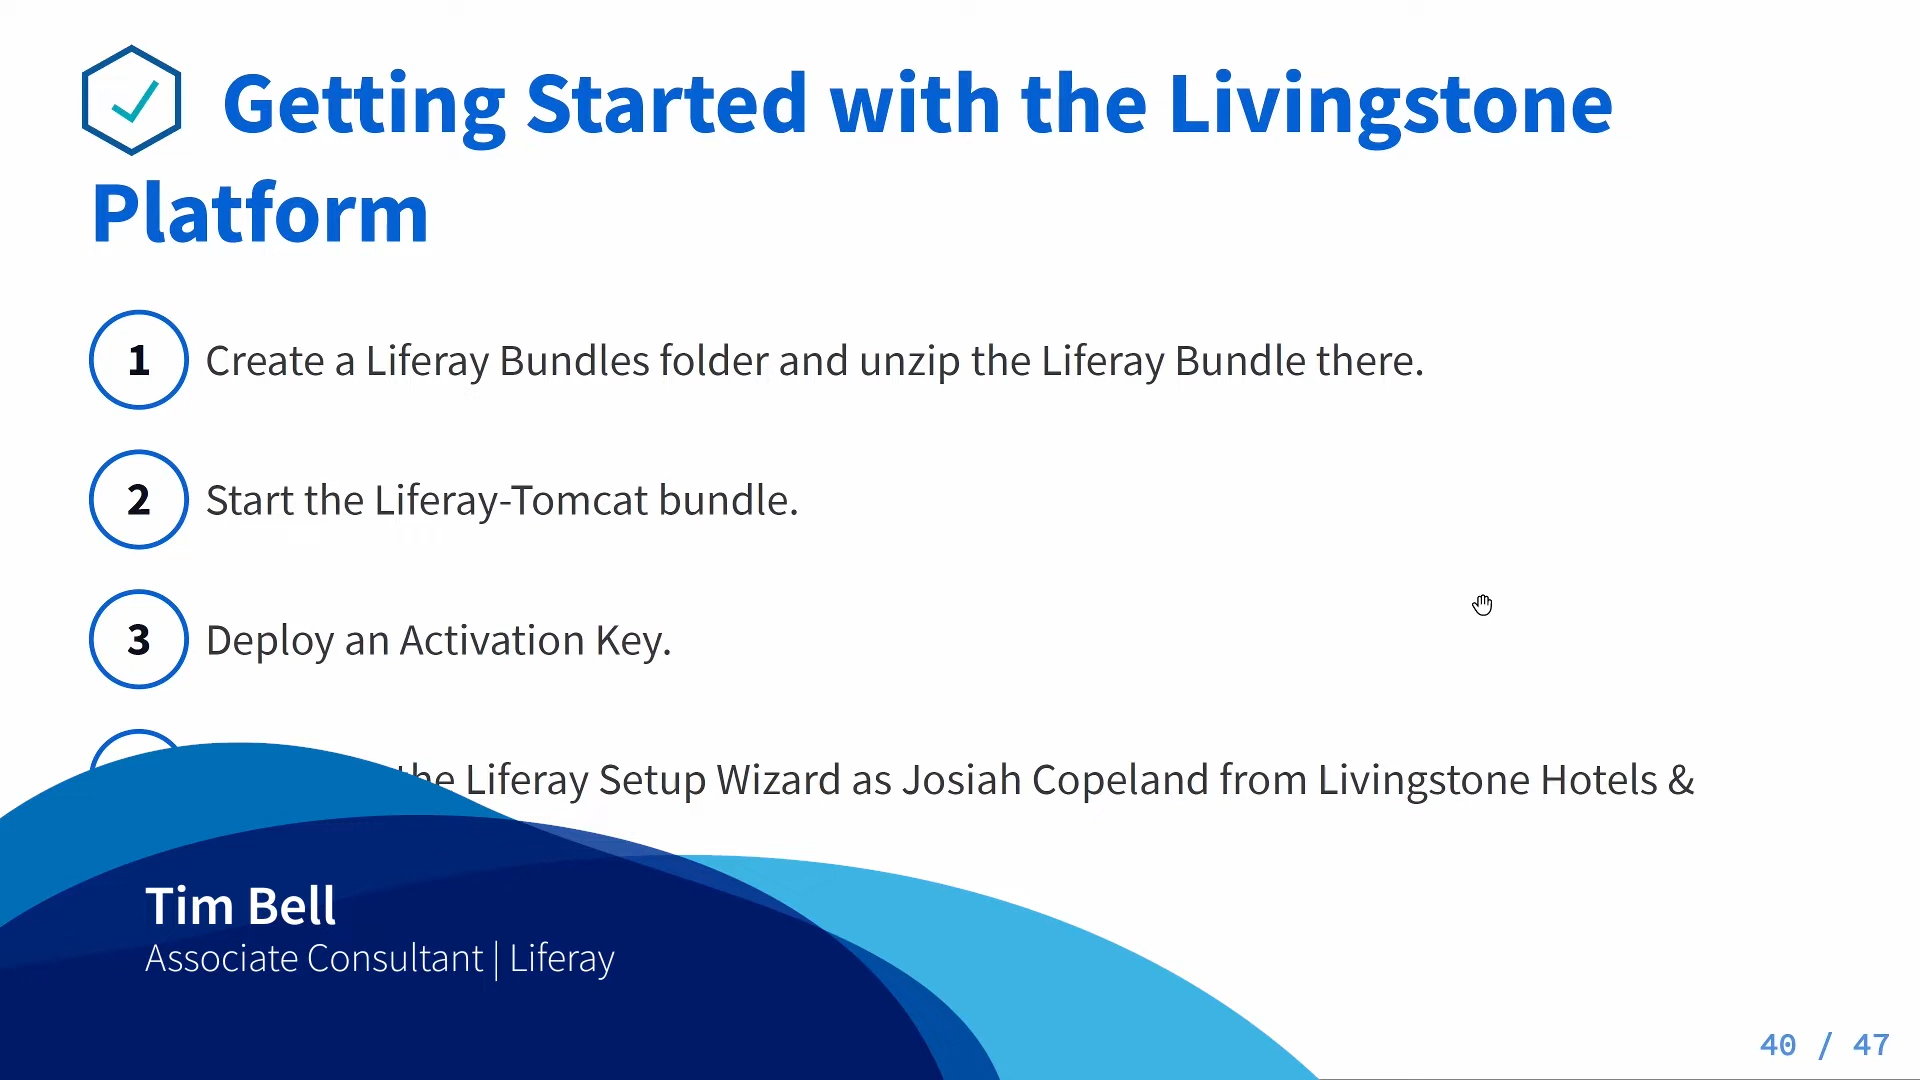 Getting Started with the Livingstone
Platform
1 Create a Liferay Bundles folder and unzip the Liferay Bundle there.
2 Start the Liferay-Tomcat bundle.
3 Deploy an Activation Key.
the Liferay Setup Wizard as Josiah Copeland from Livingstone Hotels &
Tim Bell
Associate Consultant | Liferay
40 / 47